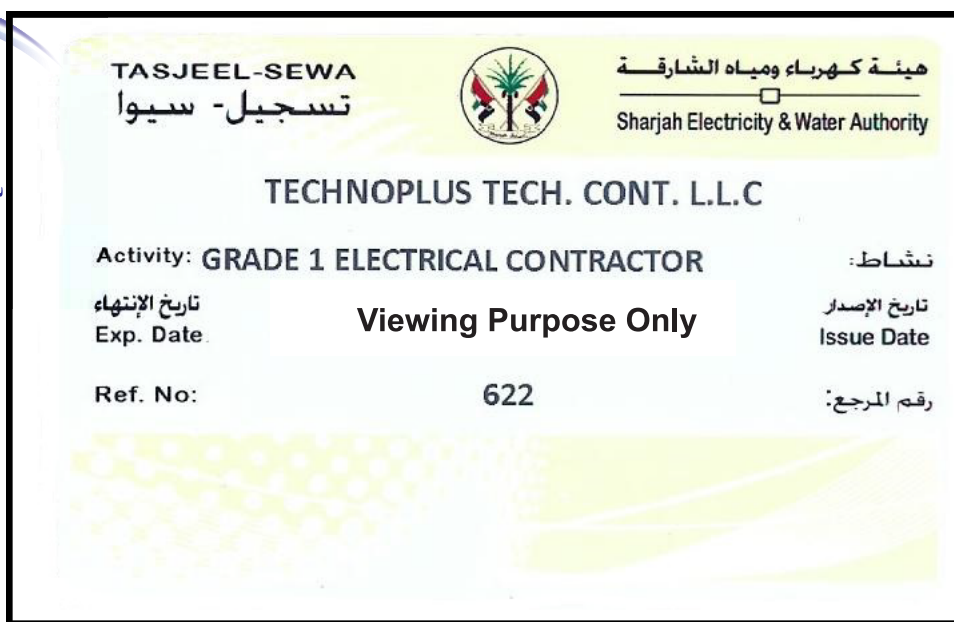 TASJEEL-SEWA
تسجيل- سيوا
هيئة كهرباء ومياه الشارقة
Sharjah Electricity & Water Authority
TECHNOPLUS TECH. CONT. L.L.C
Activity: GRADE 1 ELECTRICAL CONTRACTOR نشاط:
تاريخ الإنتهاء تاريخ الإصدار
Exp. Date Viewing Purpose Only Issue Date
Ref. No: 622 رقم المرجع: